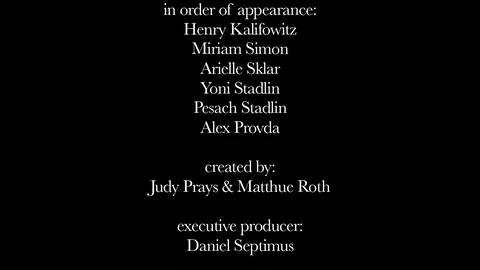 in order of appearance:
Henry Kalifowitz
Miriam Simon
Arielle Sklar
Yoni Stadlin
Pesach Stadlin
Alex Provda
created by:
Judy Prays & Matthue Roth
executive producer:
Daniel Septimus